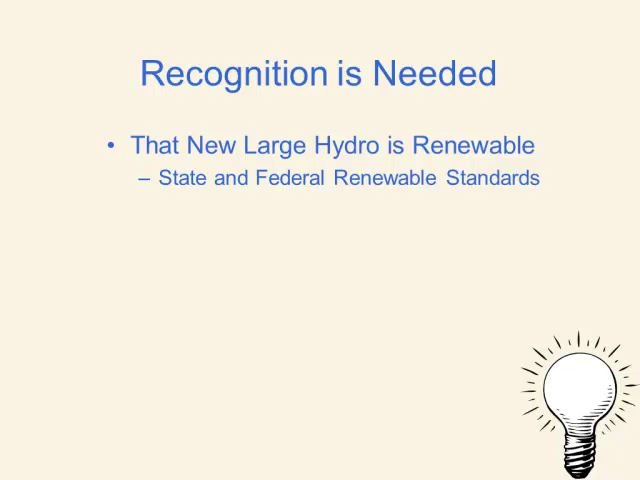 Recognition is Needed
• That New Large Hydro is Renewable
– State and Federal Renewable Standards